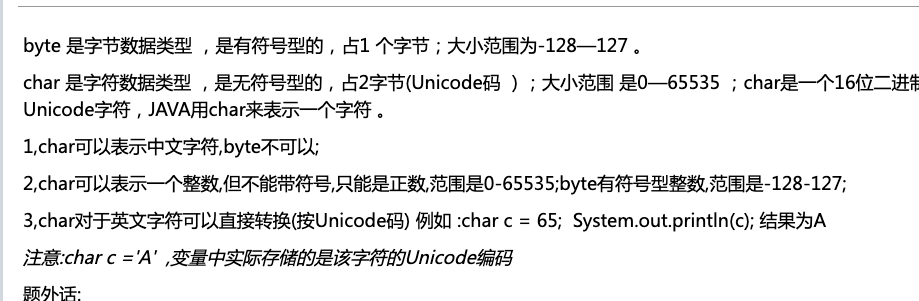 byte 是字节数据类型 ，是有符号型的，占1 个字节；大小范围为-128—127 。
char 是字符数据类型 ，是无符号型的，占2字节(Unicode码 ）；大小范围 是0—65535 ；char是一个16位二进制
Unicode字符，JAVA用char来表示一个字符 。
1,char可以表示中文字符,byte不可以;
2,char可以表示一个整数,但不能带符号,只能是正数,范围是0-65535;byte有符号型整数,范围是-128-127;
3,char对于英文字符可以直接转换(按Unicode码) 例如 :char c = 65;  System.out.println(c); 结果为A
注意:char c ='A'  ,变量中实际存储的是该字符的Unicode编码
题外话: